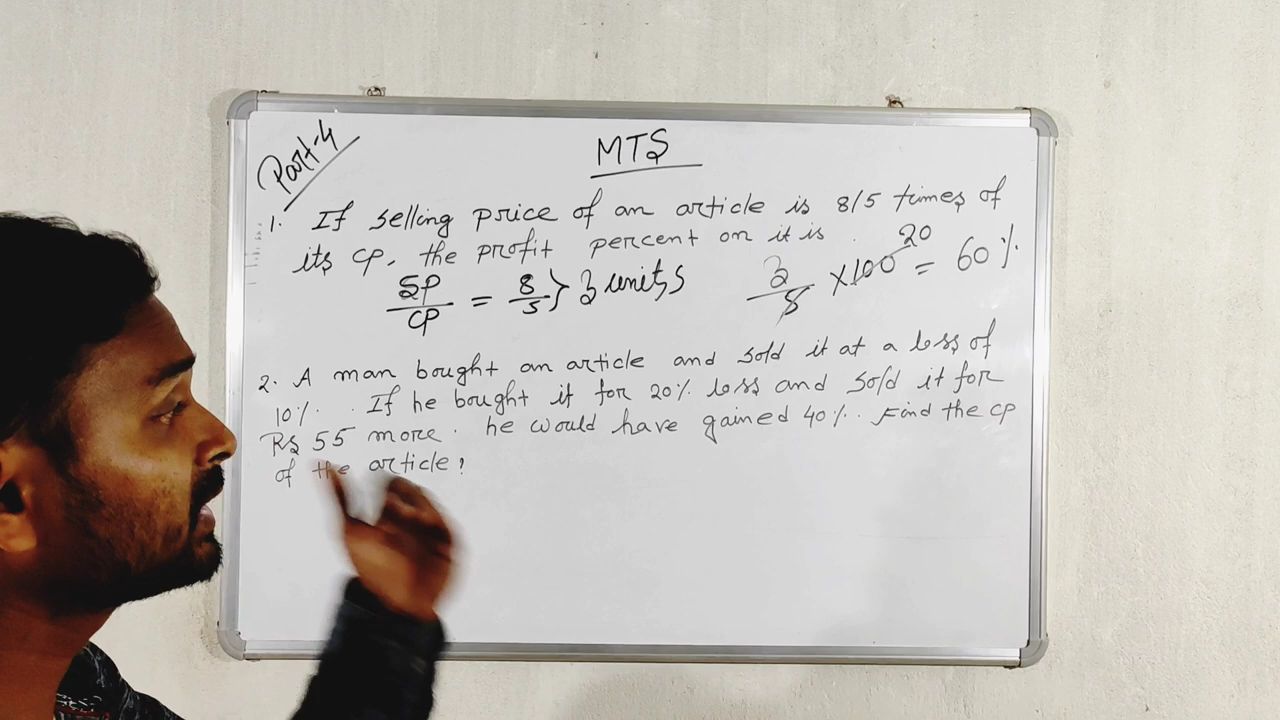 Part-4
MTS
1. If selling price of an article is 8/5 times of
its CP, the profit percent on it is
SP/CP = 8/5 } 3 units
3/5 × 100 20 = 60%
2. A man bought an article and sold it at a loss of
10%. If he bought it for 20% less and sold it for
Rs 55 more. he would have gained 40%. Find the CP
of the article?